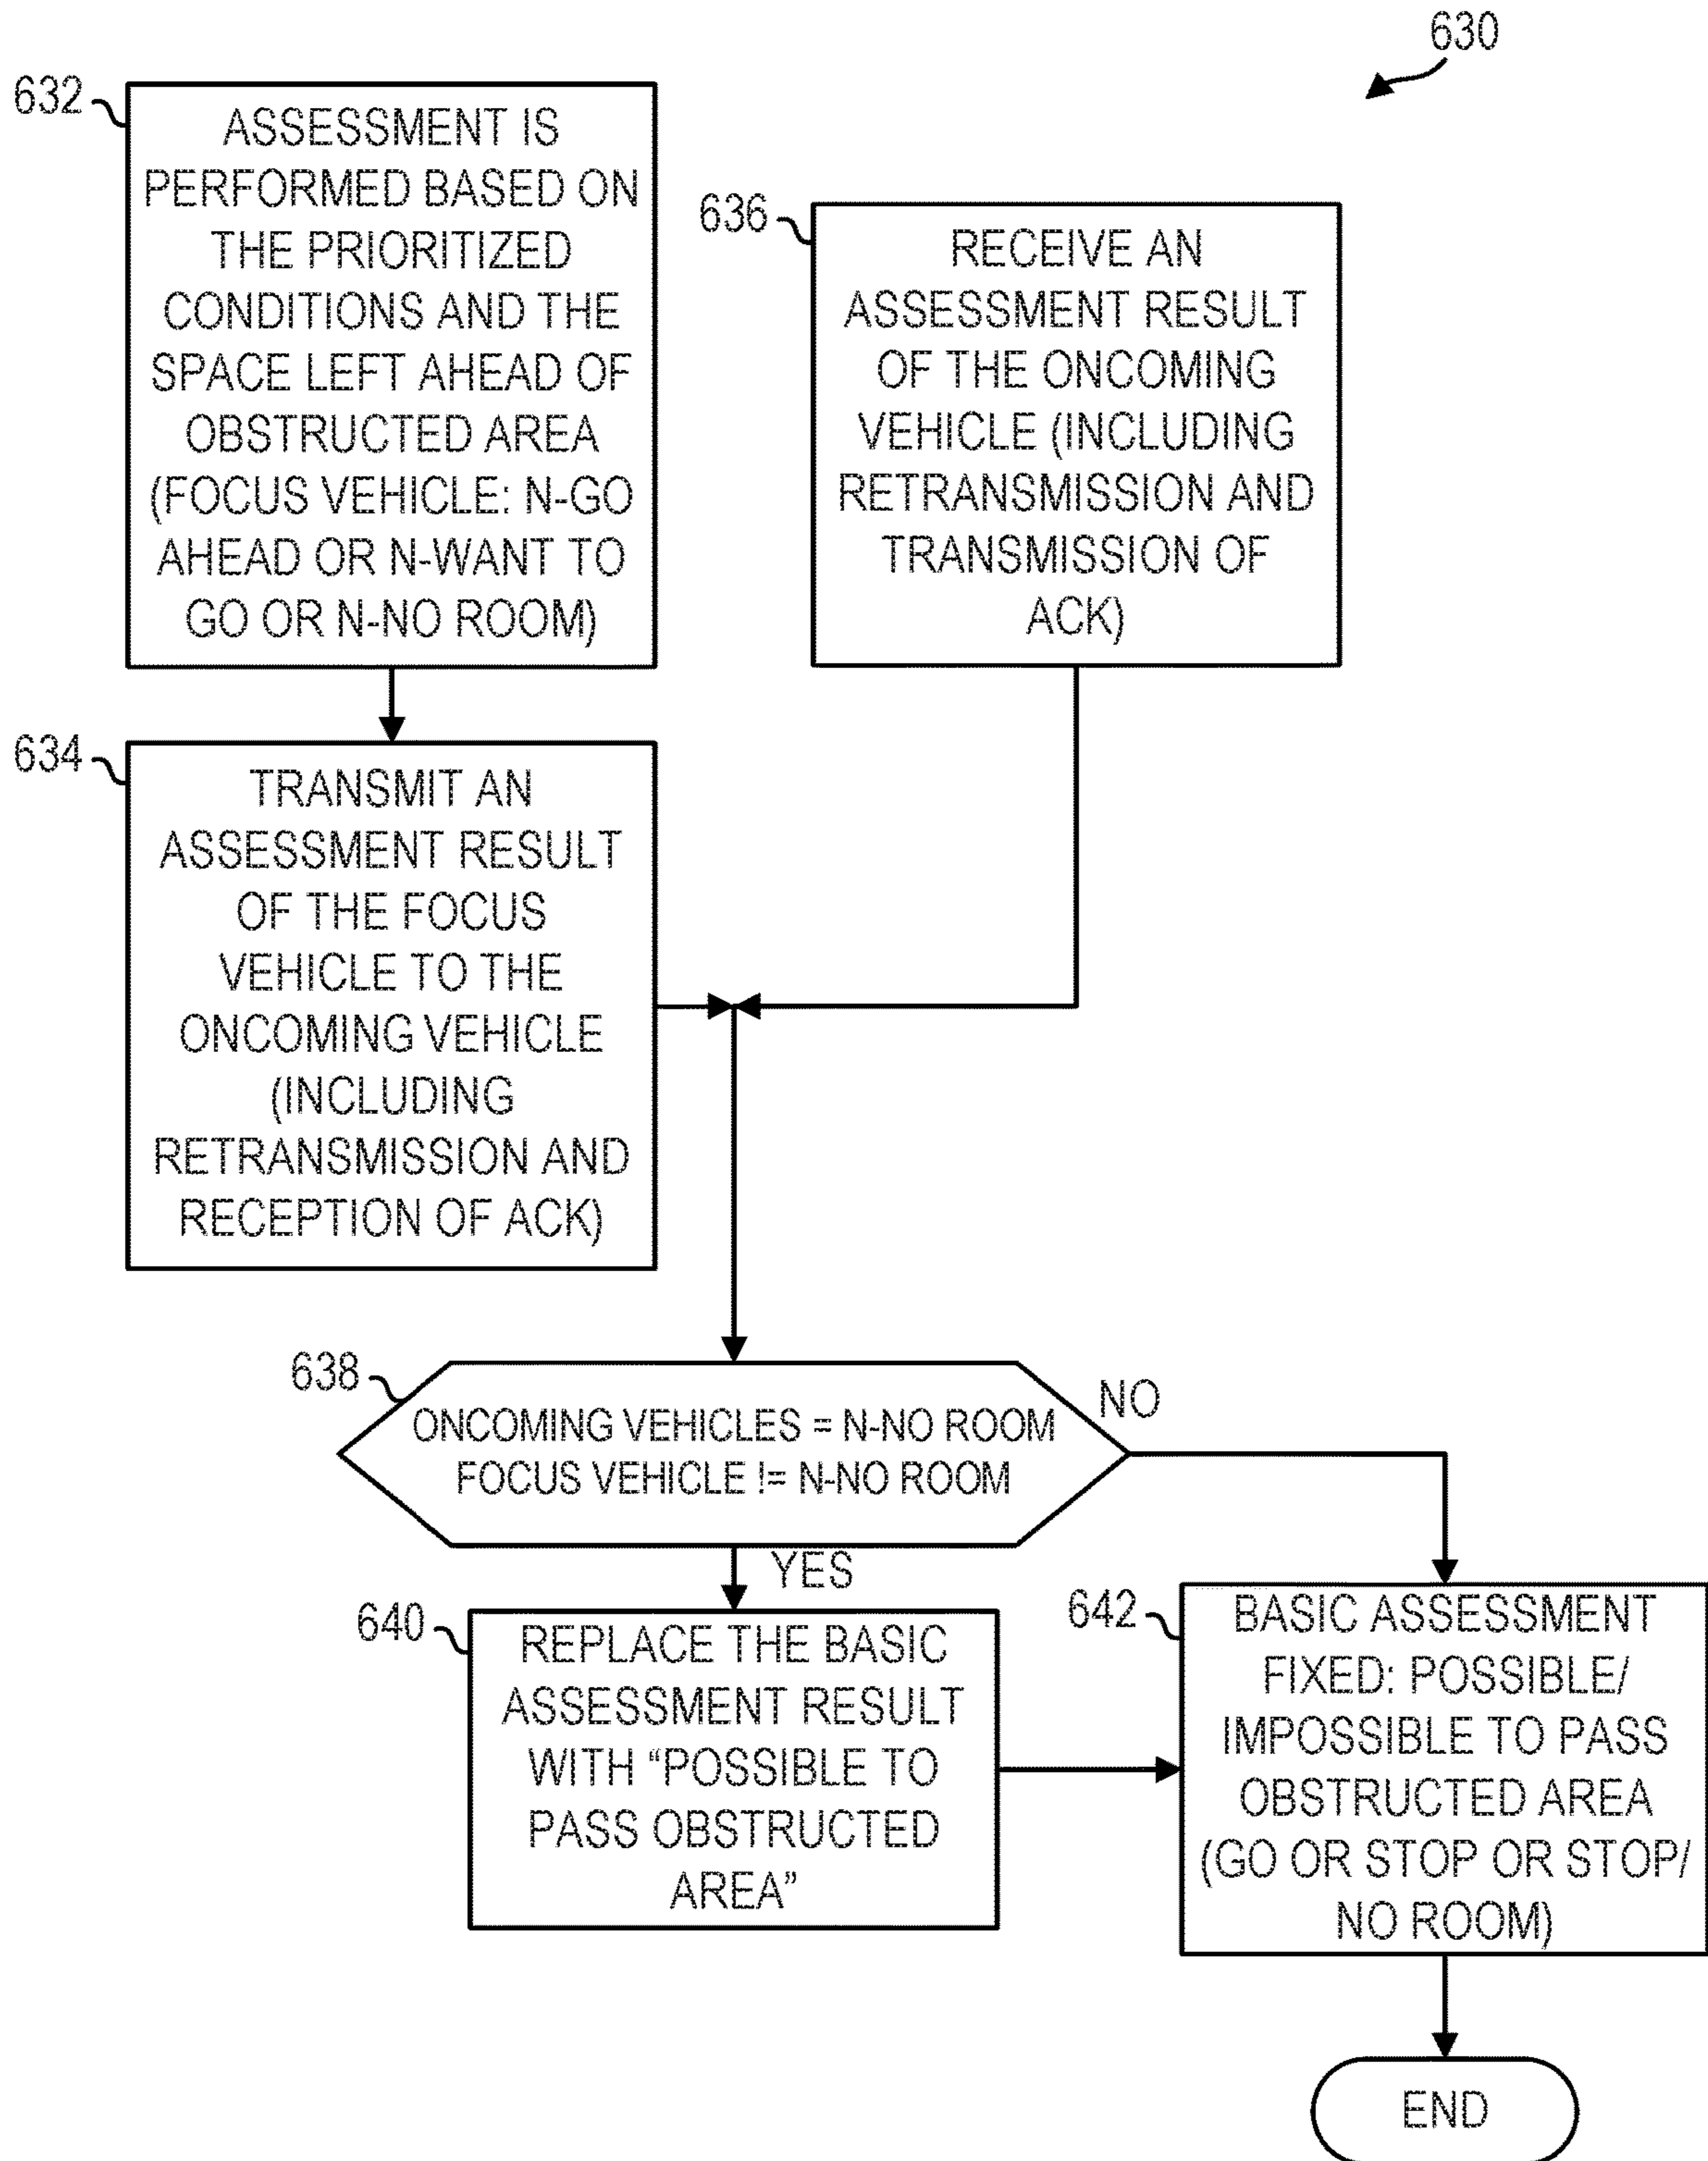 630
632
ASSESSMENT IS
PERFORMED BASED ON
THE PRIORITIZED
CONDITIONS AND THE
SPACE LEFT AHEAD OF
OBSTRUCTED AREA
(FOCUS VEHICLE: N-GO
AHEAD OR N-WANT TO
GO OR N-NO ROOM)
636
RECEIVE AN
ASSESSMENT RESULT
OF THE ONCOMING
VEHICLE (INCLUDING
RETRANSMISSION AND
TRANSMISSION OF
ACK)
634
TRANSMIT AN
ASSESSMENT RESULT
OF THE FOCUS
VEHICLE TO THE
ONCOMING VEHICLE
(INCLUDING
RETRANSMISSION AND
RECEPTION OF ACK)
638
ONCOMING VEHICLES = N-NO ROOM
FOCUS VEHICLE != N-NO ROOM
NO
YES
640
REPLACE THE BASIC
ASSESSMENT RESULT
WITH “POSSIBLE TO
PASS OBSTRUCTED
AREA”
642
BASIC ASSESSMENT
FIXED: POSSIBLE/
IMPOSSIBLE TO PASS
OBSTRUCTED AREA
(GO OR STOP OR STOP/
NO ROOM)
END